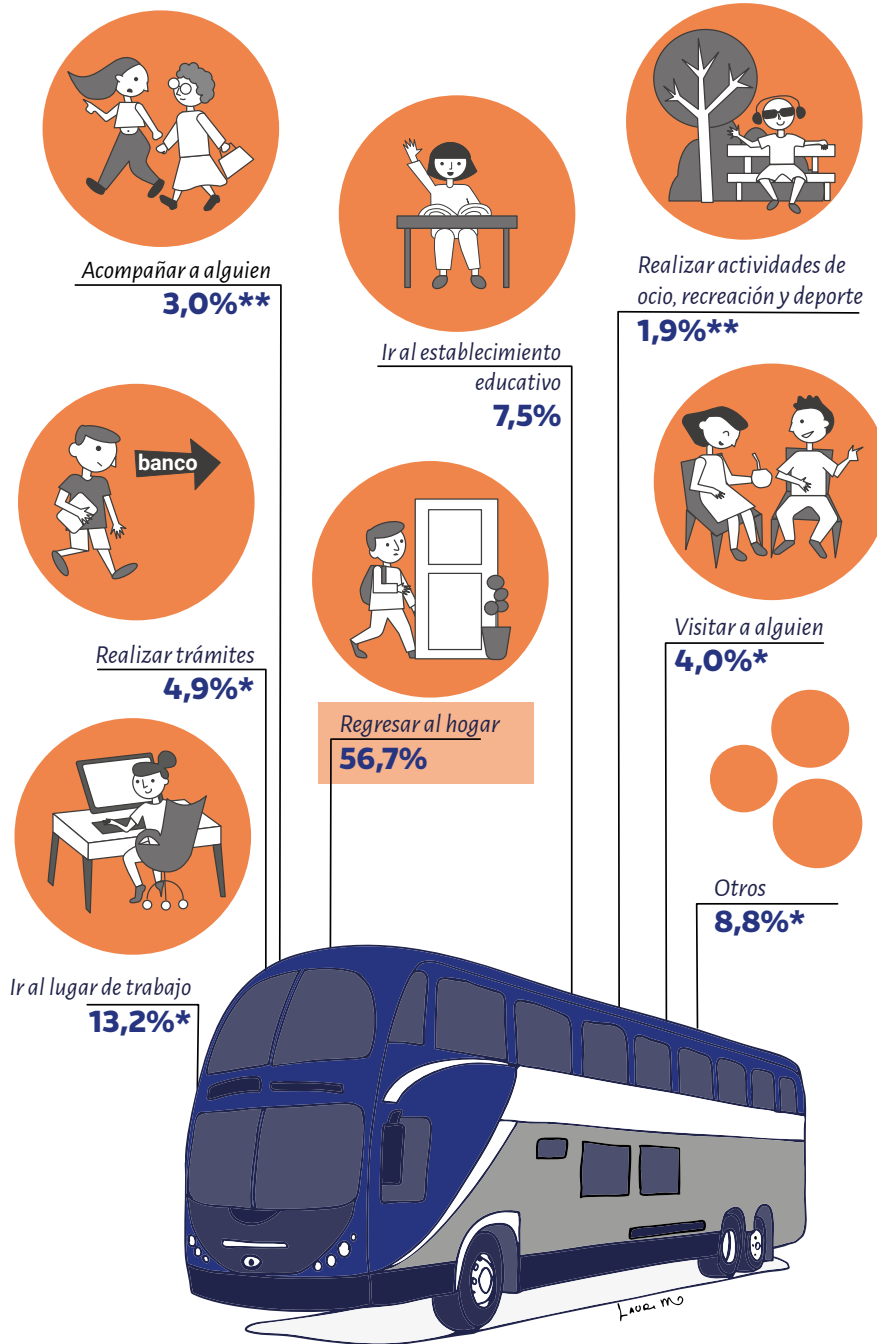 Acompañar a alguien
3,0%**
Ir al establecimiento
educativo
7,5%
Realizar actividades de
ocio, recreación y deporte
1,9%**
banco
Realizar trámites
4,9%*
Regresar al hogar
56,7%
Visitar a alguien
4,0%*
Ir al lugar de trabajo
13,2%*
Otros
8,8%*